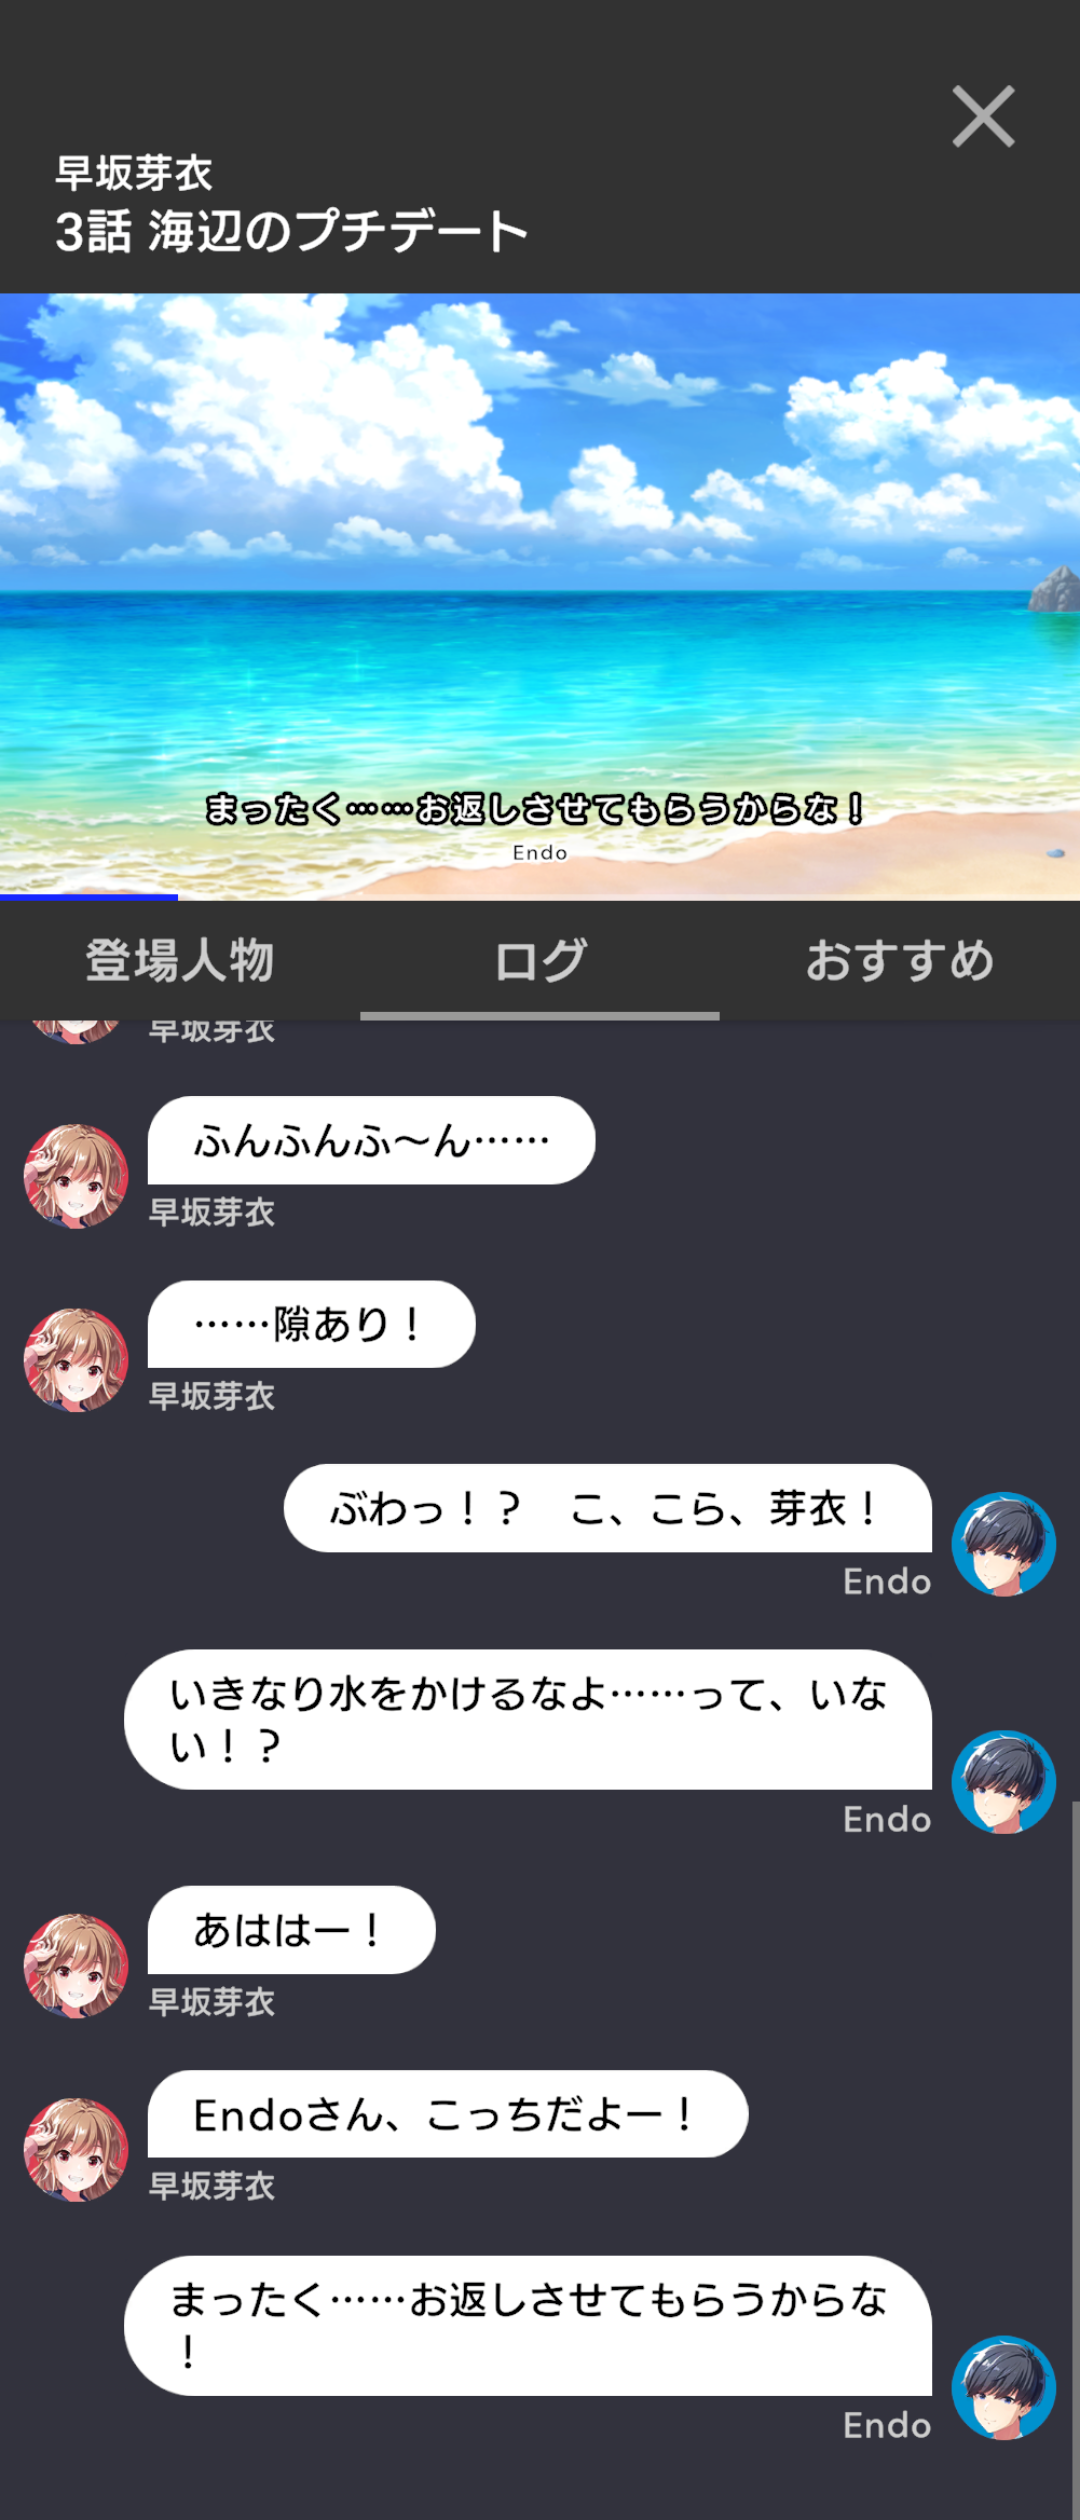 早坂芽衣
3話 海辺のプチデート
まったく……お返しさせてもらうからな！
Endo
登場人物
ログ
おすすめ
早坂芽衣
ふんふんふ〜ん……
早坂芽衣
……隙あり！
早坂芽衣
ぶわっ！？　こ、こら、芽衣！
Endo
いきなり水をかけるなよ……って、いな
い！？
Endo
あははー！
早坂芽衣
Endoさん、こっちだよー！
早坂芽衣
まったく……お返しさせてもらうからな
！
Endo